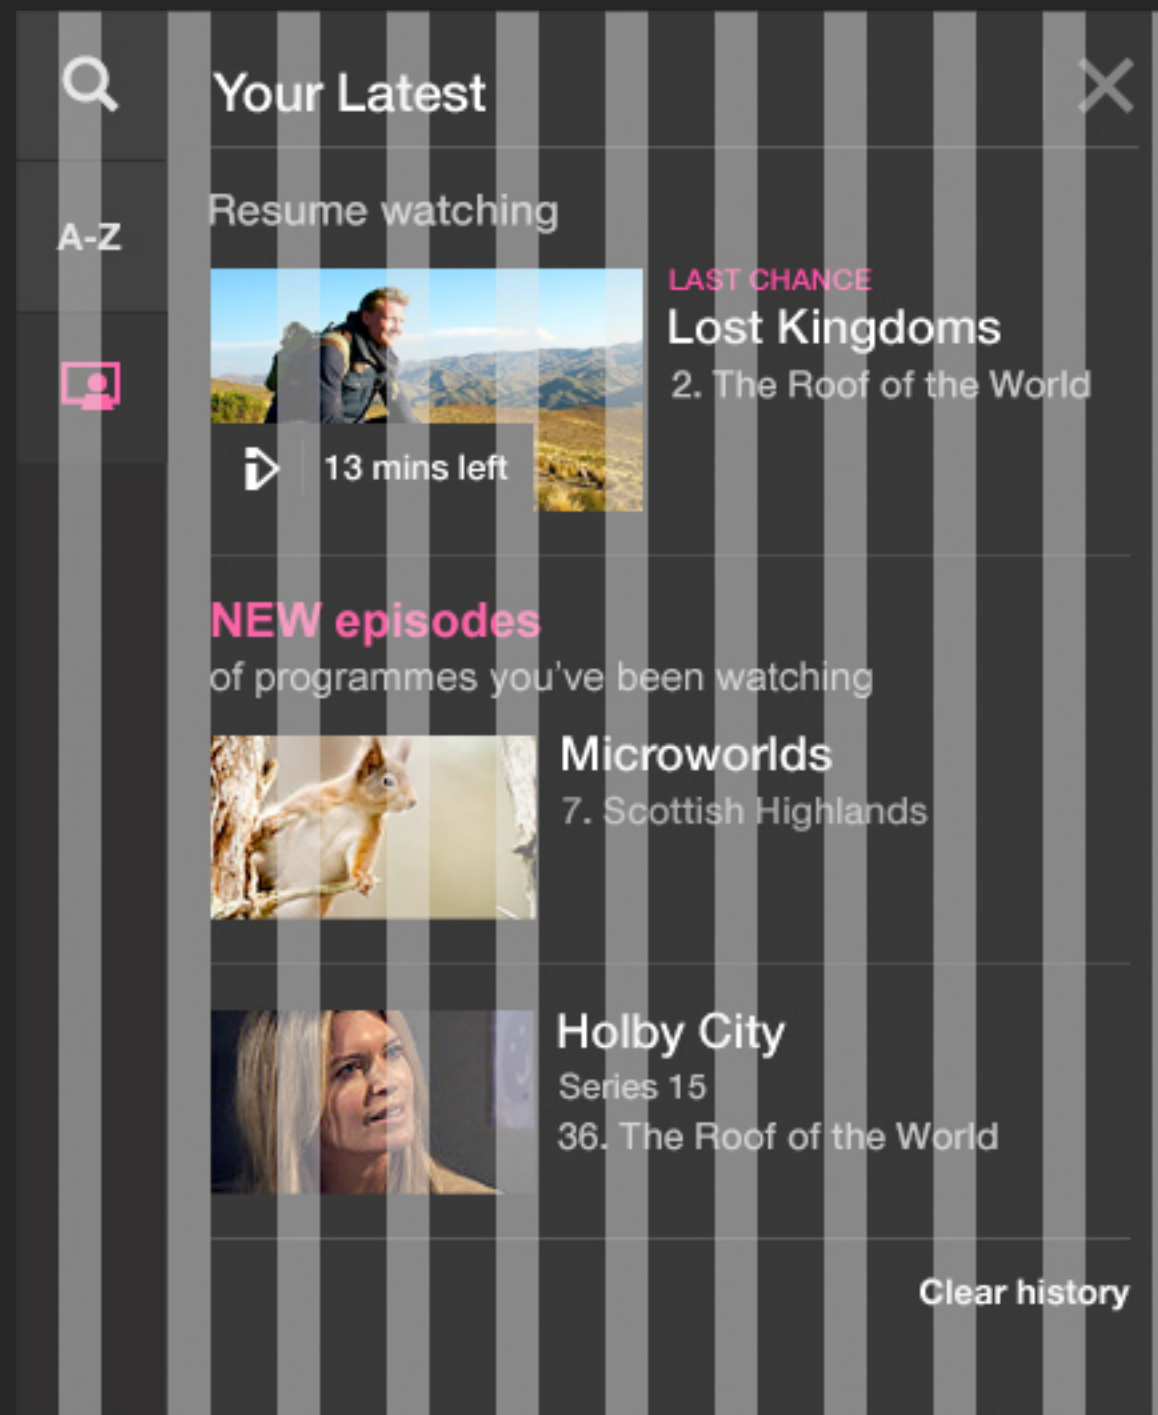 Your Latest
A-Z
Resume watching
LAST CHANCE
Lost Kingdoms
2. The Roof of the World
13 mins left
NEW episodes
of programmes you've been watching
Microworlds
7. Scottish Highlands
Holby City
Series 15
36. The Roof of the World
Clear history